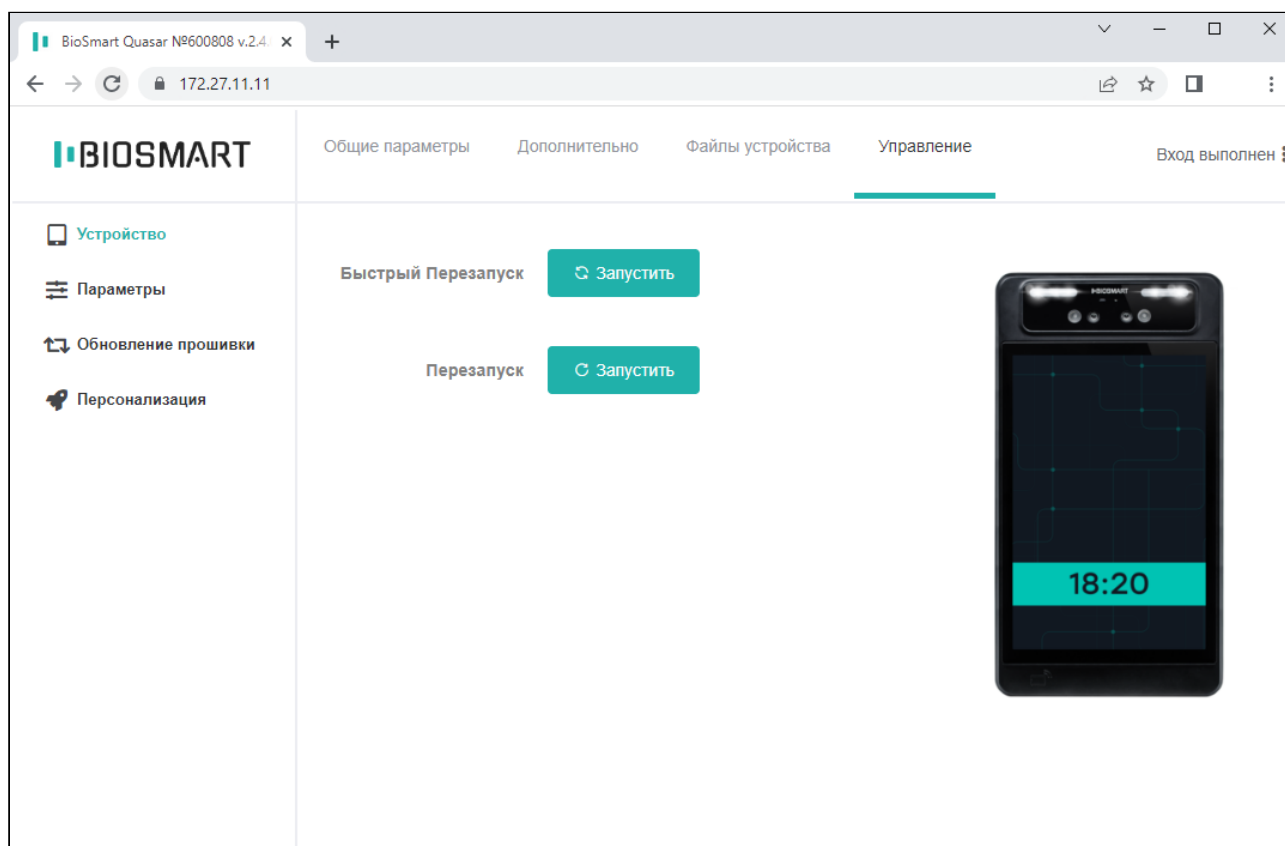 BioSmart Quasar №600808 v.2.4.
172.27.11.11
BIOSMART
Общие параметры
Дополнительно
Файлы устройства
Управление
Вход выполнен
Устройство
Параметры
Обновление прошивки
Персонализация
Быстрый Перезапуск
Запустить
Перезапуск
Запустить
BIOSMART
18:20